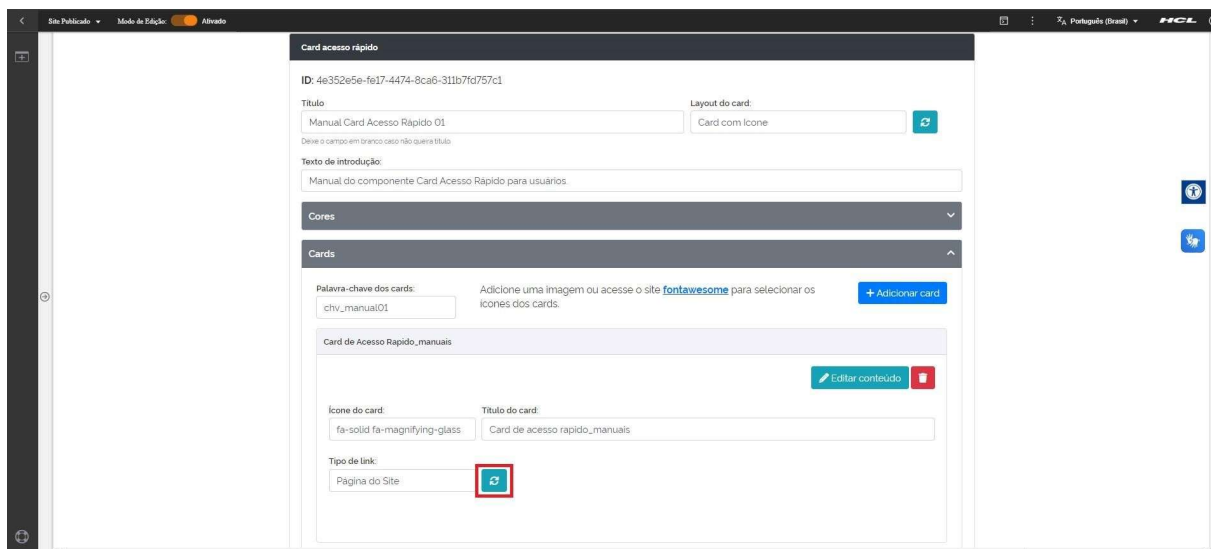 Site Publicado
Modo de Edição:
Ativado
Português (Brasil)
HCL
Card acesso rápido
ID: 4e352e5e-fe17-4474-8ca6-311b7fd757c1
Título
Layout do card:
Manual Card Acesso Rápido 01
Card com Icone
Deixe o campo em branco caso não queira título
Texto de introdução:
Manual do componente Card Acesso Rápido para usuários
Cores
Cards
Palavra-chave dos cards:
chv_manual01
Adicione uma imagem ou acesse o site fontawesome para selecionar os
ícones dos cards.
+ Adicionar card
Card de Acesso Rapido_manuais
Editar conteúdo
Ícone do card:
Título do card:
fa-solid fa-magnifying-glass
Card de acesso rapido_manuais
Tipo de link:
Página do Site